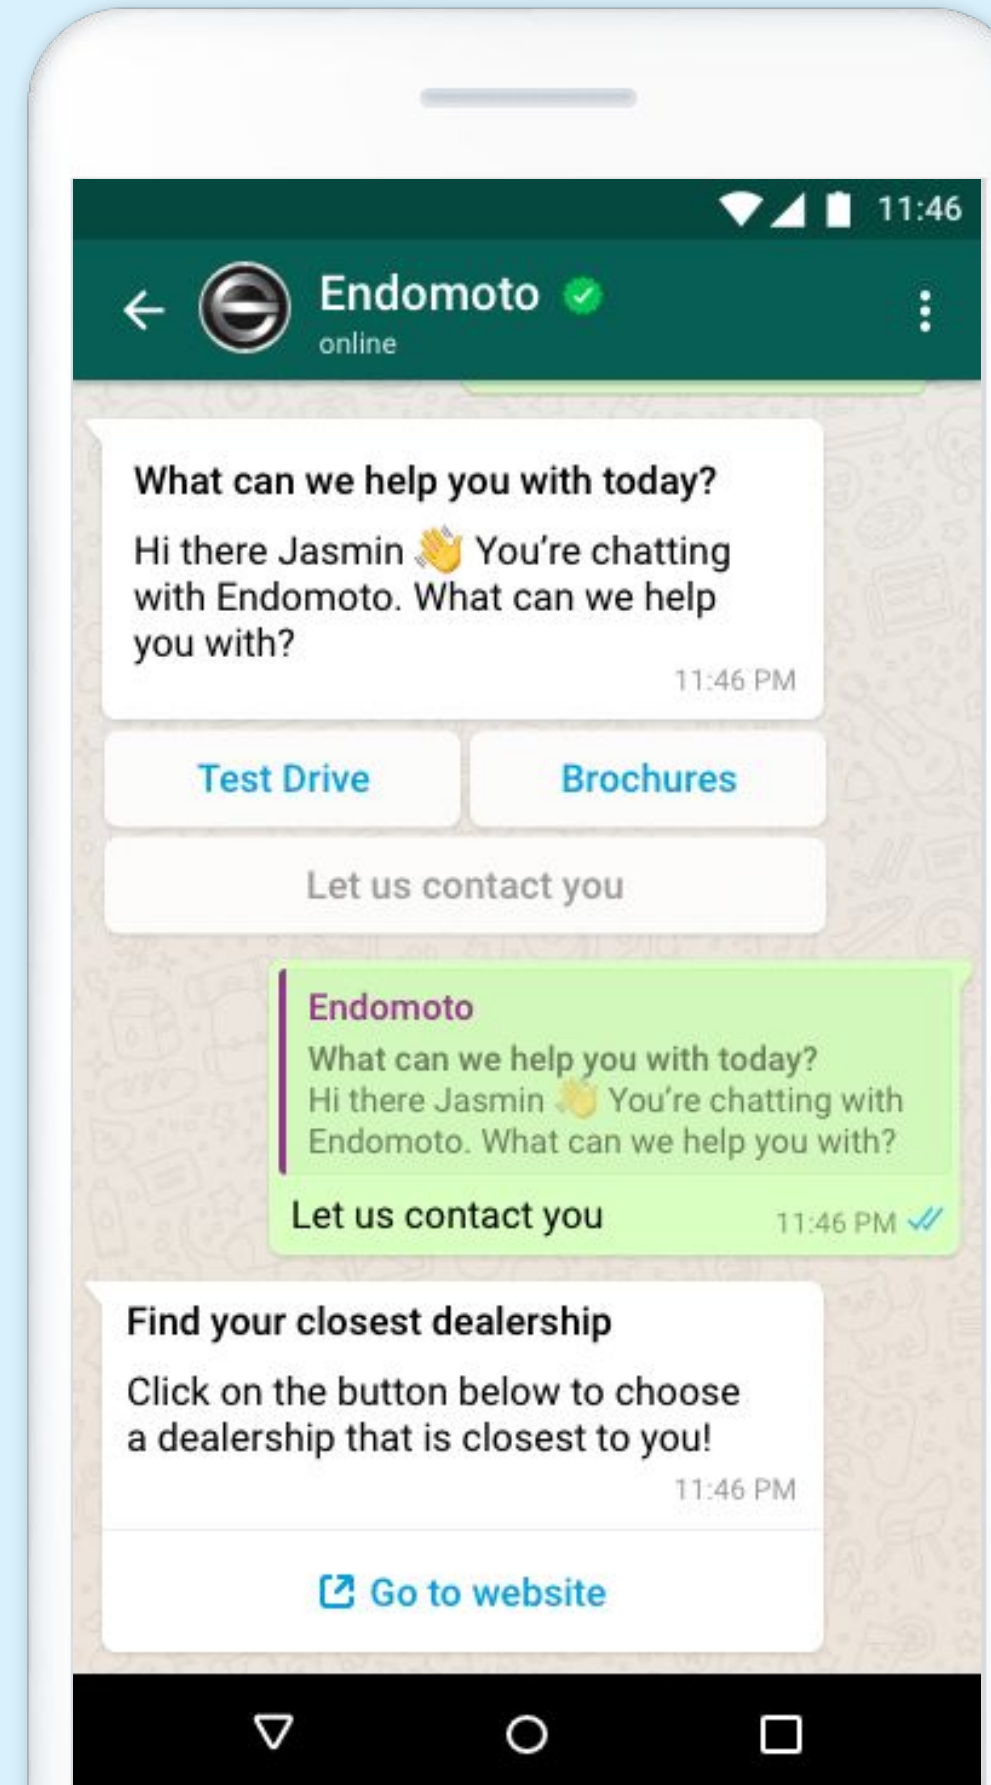 11:46
Endomoto
online
What can we help you with today?
Hi there Jasmin 👋 You’re chatting
with Endomoto. What can we help
you with?
11:46 PM
Test Drive
Brochures
Let us contact you
Endomoto
What can we help you with today?
Hi there Jasmin 👋 You’re chatting with
Endomoto. What can we help you with?
Let us contact you
11:46 PM
Find your closest dealership
Click on the button below to choose
a dealership that is closest to you!
11:46 PM
Go to website